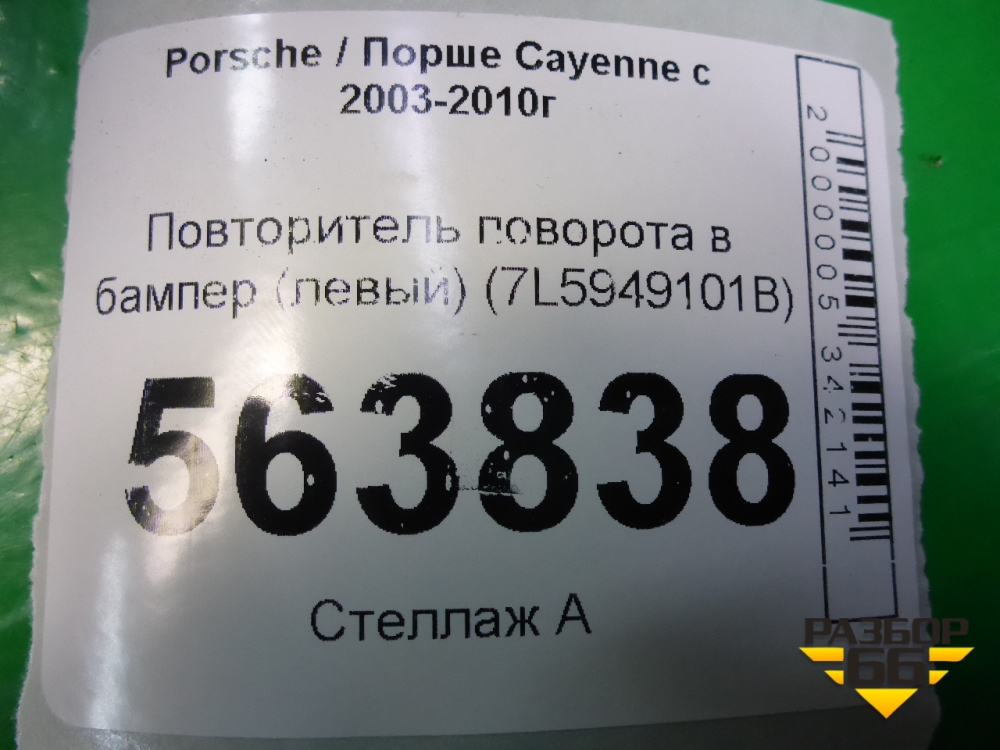 Porsche / Порше Cayenne с
2003-2010г
Повторитель поворота в
бампер (левый) (7L5949101B)
563838
Стеллаж А
2000005342141
РАЗБОР
66